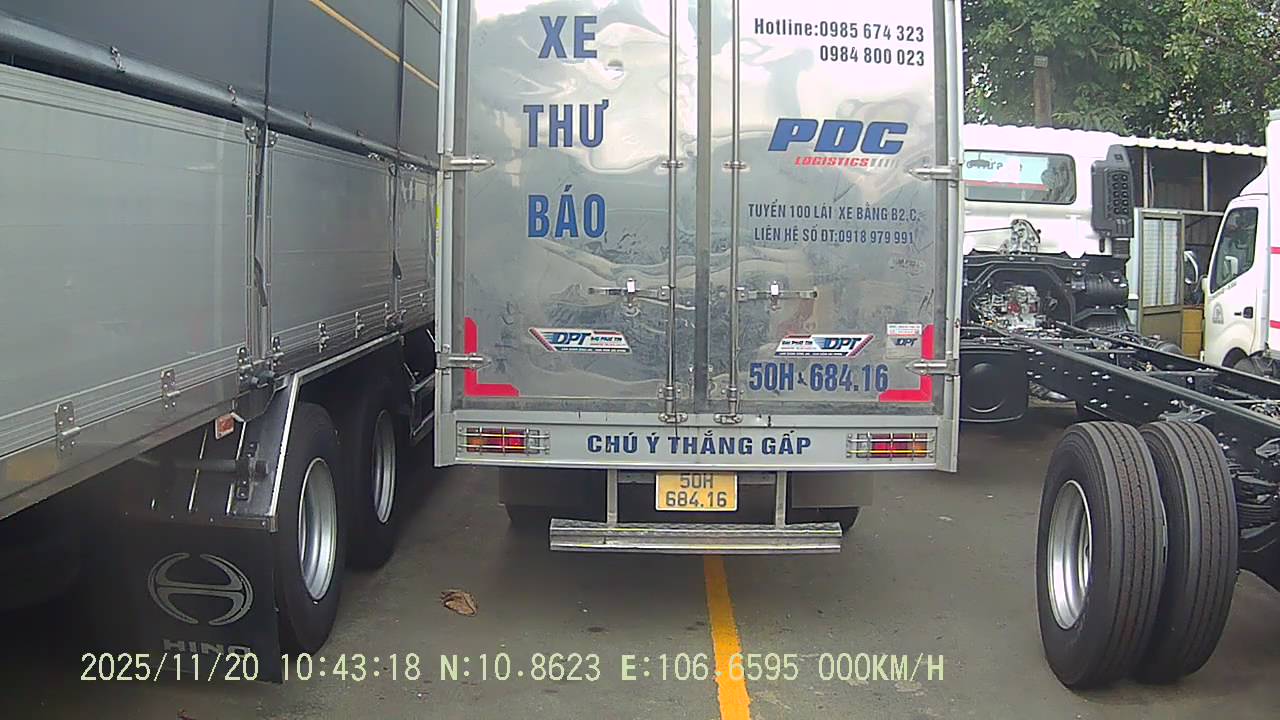 XE
THƯ
BÁO
Hotline:0985 674 323
0984 800 023
PDC
LOGISTICS
TUYỂN 100 LÁI XE BẰNG B2,C.
LIÊN HỆ SỐ ĐT:0918 979 991
DPT
DPT
DPT
50H 684.16
CHÚ Ý THẮNG GẤP
50H
684.16
HINO
2025/11/20 10:43:18 N:10.8623 E:106.6595 000KM/H